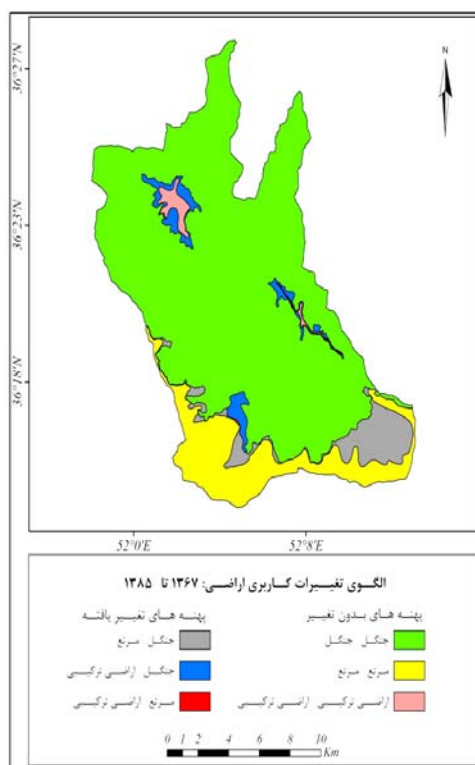 36°27'N
36°23'N
36°18'N
52°0'E 52°8'E
الگوی تغییرات کاربری اراضی: ۱۳۶۷ تا ۱۳۸۵
پهنه های بدون تغییر
جنگل جنگل
مرتع مرتع
اراضی ترکیبی اراضی ترکیبی
پهنه های تغییر یافته
جنگل مرتع
جنگل اراضی ترکیبی
مرتع اراضی ترکیبی
0 1 2 4 6 8 10
Km